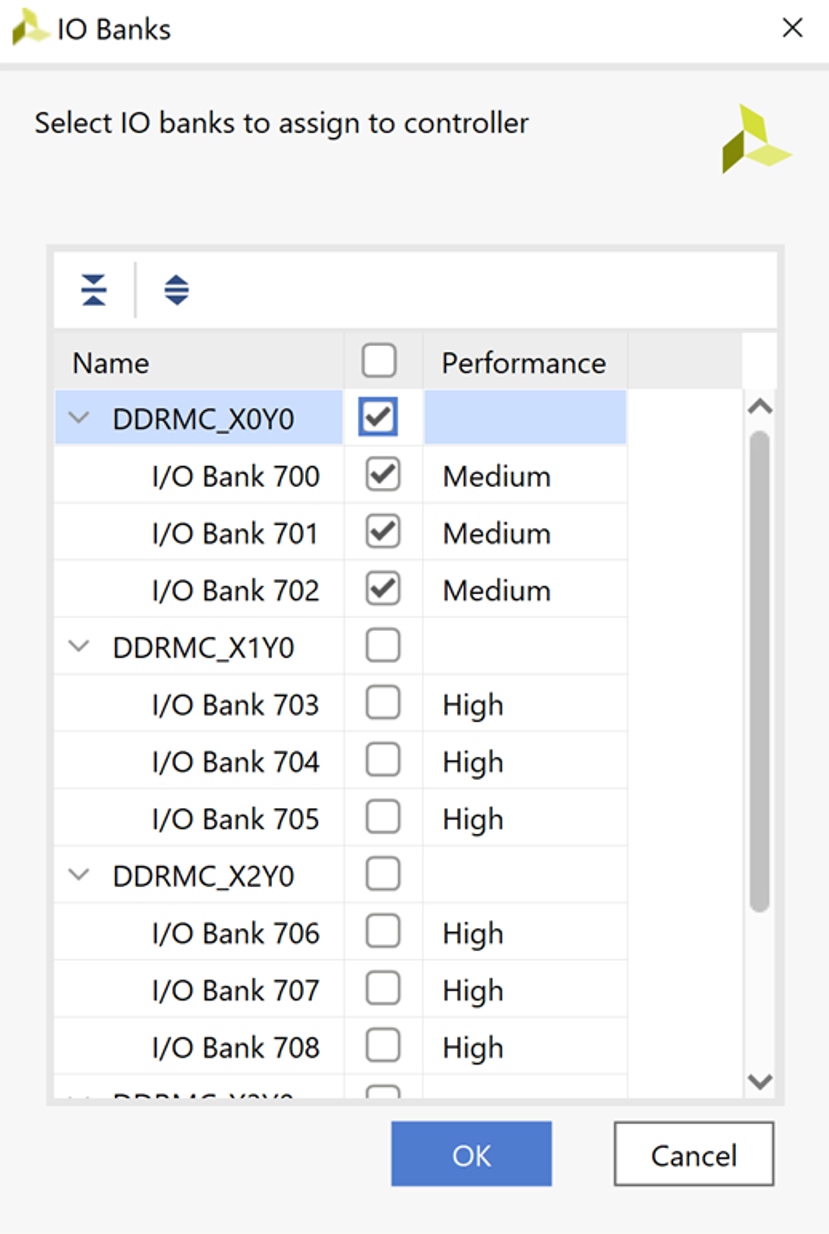 IO Banks
Select IO banks to assign to controller
Name Performance
DDRMC_X0Y0
I/O Bank 700 Medium
I/O Bank 701 Medium
I/O Bank 702 Medium
DDRMC_X1Y0
I/O Bank 703 High
I/O Bank 704 High
I/O Bank 705 High
DDRMC_X2Y0
I/O Bank 706 High
I/O Bank 707 High
I/O Bank 708 High
OK Cancel